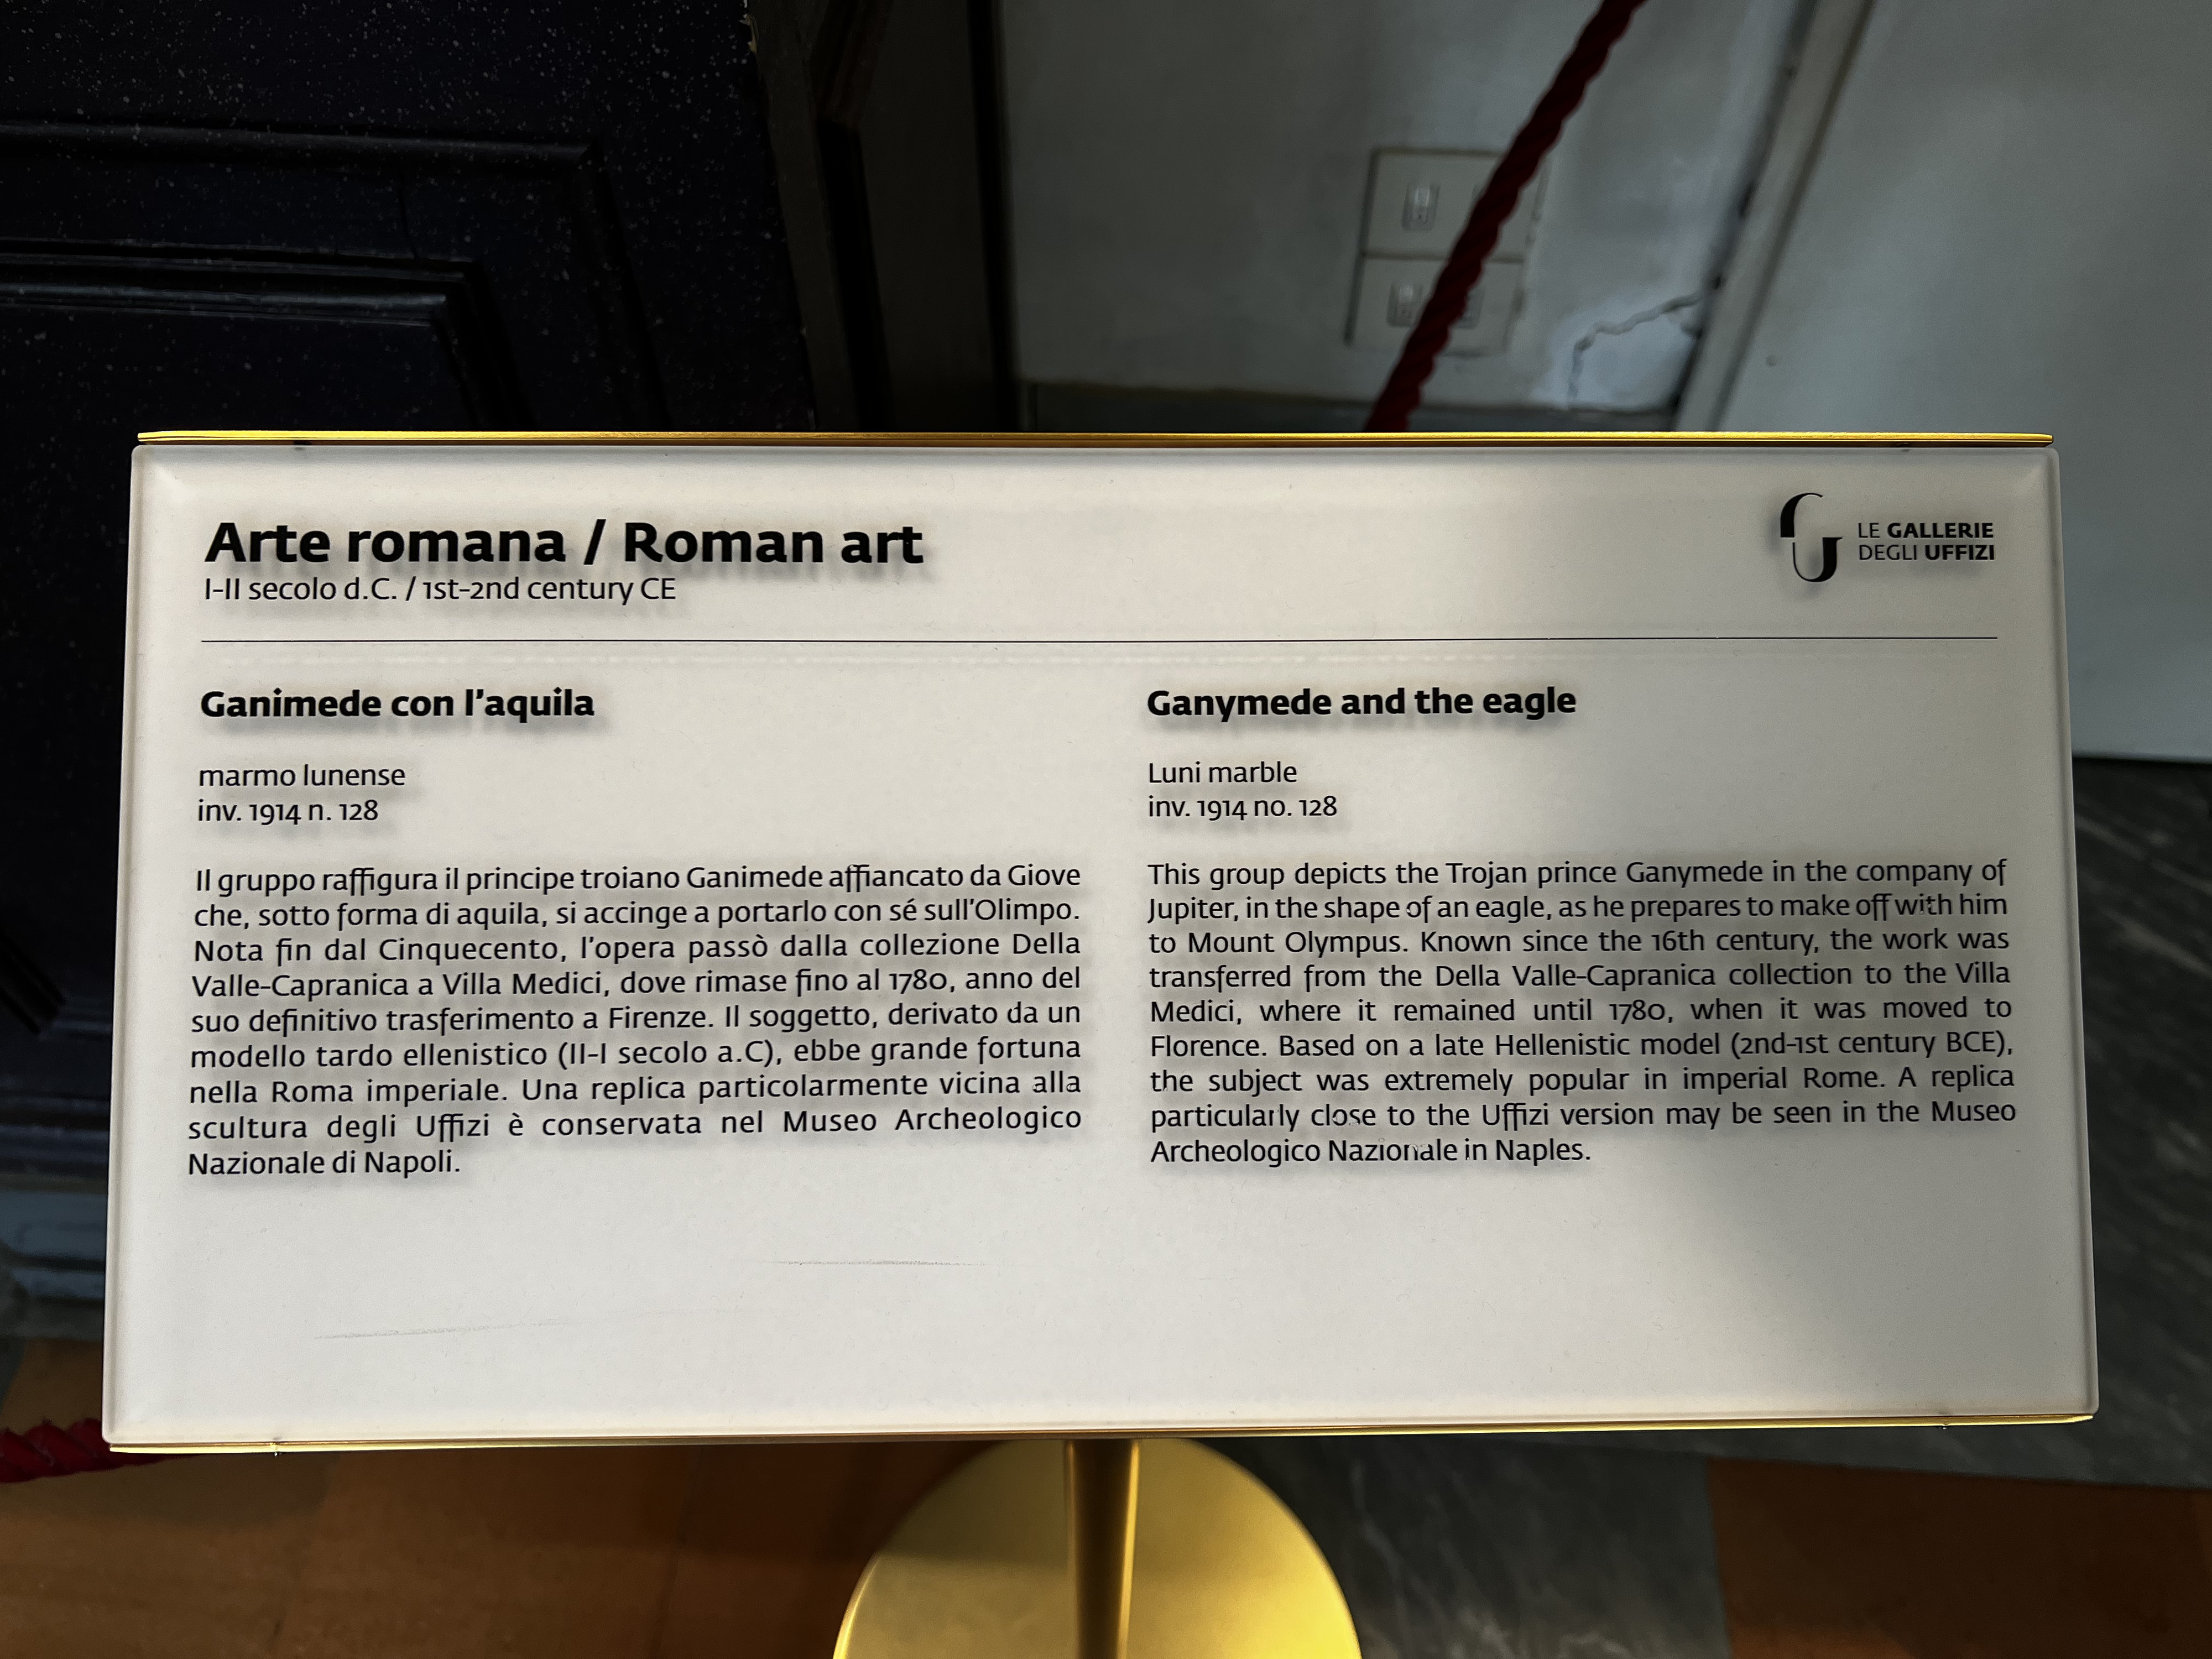 Arte romana / Roman art
I-II secolo d.C. / 1st-2nd century CE
LE GALLERIE
DEGLI UFFIZI
Ganimede con l'aquila
marmo lunense
inv. 1914 n. 128
Il gruppo raffigura il principe troiano Ganimede affiancato da Giove
che, sotto forma di aquila, si accinge a portarlo con sé sull'Olimpo.
Nota fin dal Cinquecento, l'opera passò dalla collezione Della
Valle-Capranica a Villa Medici, dove rimase fino al 1780, anno del
suo definitivo trasferimento a Firenze. Il soggetto, derivato da un
modello tardo ellenistico (II-I secolo a.C), ebbe grande fortuna
nella Roma imperiale. Una replica particolarmente vicina alla
scultura degli Uffizi è conservata nel Museo Archeologico
Nazionale di Napoli.
Ganymede and the eagle
Luni marble
inv. 1914 no. 128
This group depicts the Trojan prince Ganymede in the company of
Jupiter, in the shape of an eagle, as he prepares to make off with him
to Mount Olympus. Known since the 16th century, the work was
transferred from the Della Valle-Capranica collection to the Villa
Medici, where it remained until 1780, when it was moved to
Florence. Based on a late Hellenistic model (2nd-1st century BCE),
the subject was extremely popular in imperial Rome. A replica
particularly close to the Uffizi version may be seen in the Museo
Archeologico Nazionale in Naples.